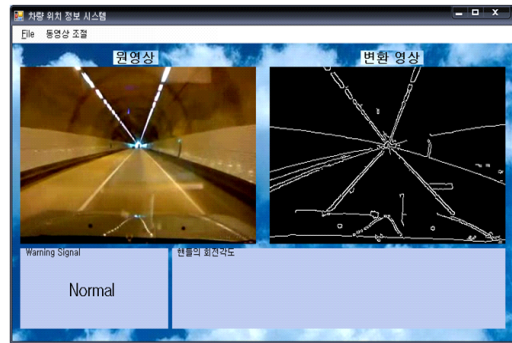 차량 위치 정보 시스템
File 동영상 조절
원영상
변환 영상
Warning Signal
핸들의 회전각도
Normal